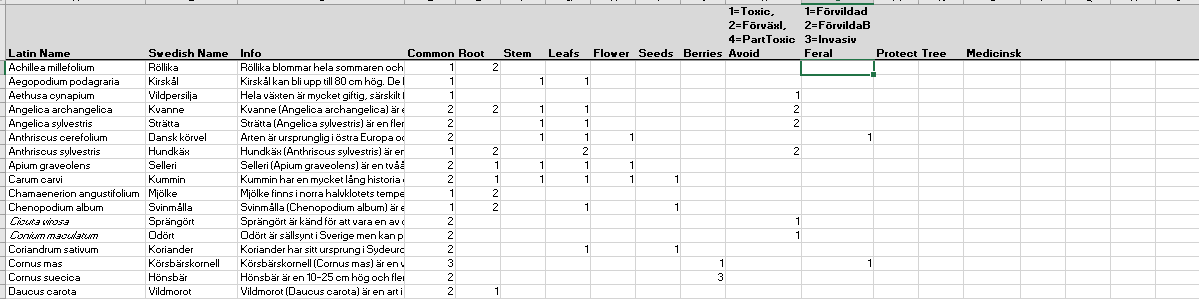 1=Toxic, 1=Förvildad
2=Förväxl, 2=FörvildaB
4=PartToxic 3=Invasiv
Latin Name Swedish Name Info Common Root Stem Leafs Flower Seeds Berries Avoid Feral Protect Tree Medicinsk
Achillea millefolium Röllika Röllika blommar hela sommaren och 1 2
Aegopodium podagraria Kirskål Kirskål kan bli upp till 80 cm hög. De 1 1 1
Aethusa cynapium Vildpersilja Hela växten är mycket giftig, särskilt 1 1
Angelica archangelica Kvanne Kvanne (Angelica archangelica) är 2 2 1 1 2
Angelica sylvestris Strätta Strätta (Angelica sylvestris) är en fler 2 1 1 2
Anthriscus cerefolium Dansk körvel Arten är ursprunglig i östra Europa oc 2 1 1 1 1
Anthriscus sylvestris Hundkäx Hundkäx (Anthriscus sylvestris) är en 1 2 2 2
Apium graveolens Selleri Selleri (Apium graveolens) är en tvåå 2 1 1 1 1
Carum carvi Kummin Kummin har en mycket lång historia 2 1 1 1 1 1
Chamaenerion angustifolium Mjölke Mjölke finns i norra halvklotets tempe 1 2
Chenopodium album Svinmålla Svinmålla (Chenopodium album) är e 1 2 1 1
Cicuta virosa Sprängört Sprängört är känd för att vara en av 2 1
Conium maculatum Odört Odört är sällsynt i Sverige men kan p 2 1
Coriandrum sativum Koriander Koriander har sitt ursprung i Sydeuro 2 1 1
Cornus mas Körsbärskornell Körsbärskornell (Cornus mas) är en v 3 1 1
Cornus suecica Hönsbär Hönsbär är en 10-25 cm hög och fler 2 3
Daucus carota Vildmorot Vildmorot (Daucus carota) är en art i 2 1